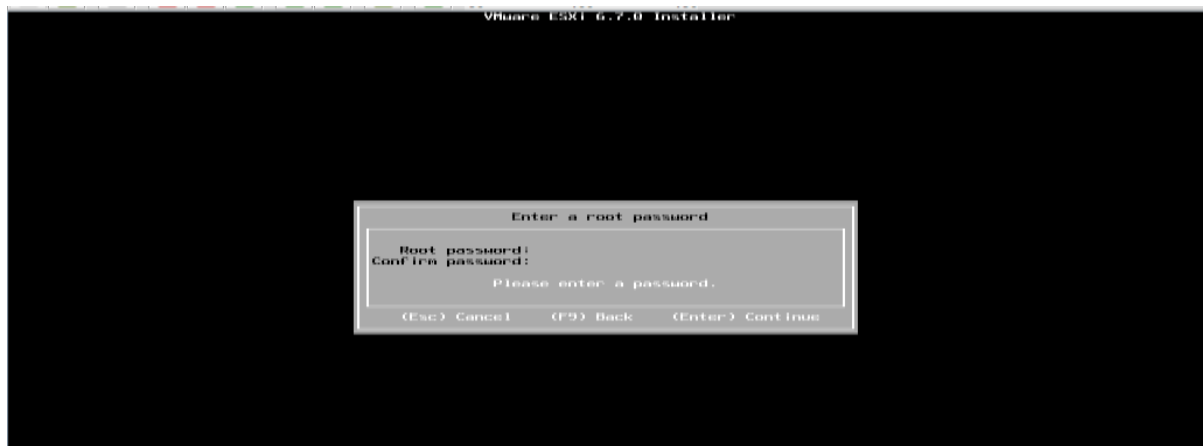 VMware ESXi 6.7.0 Installer
Enter a root password
Root password:
Confirm password:
Please enter a password.
(Esc) Cancel (F9) Back (Enter) Continue